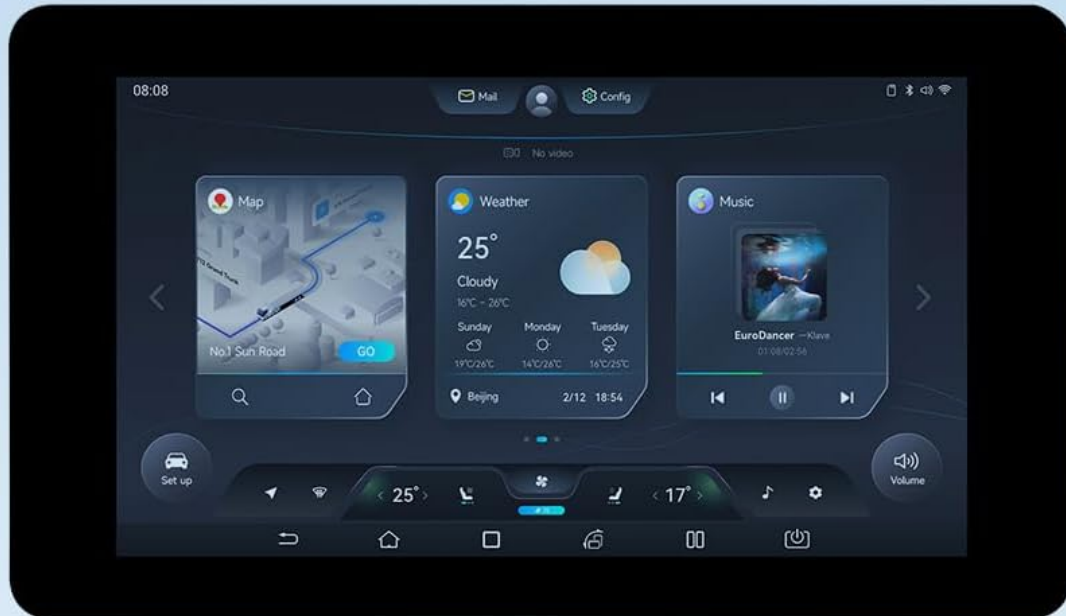 08:08
Mail
Config
No video
Map
No.1 Sun Road
GO
Weather
25°
Cloudy
16°C ~ 26°C
Sunday Monday Tuesday
19°C/26°C 14°C/26°C 16°C/25°C
Beijing 2/12 18:54
Music
EuroDancer —Klave
01:08/02:56
Set up
25°
17°
Volume